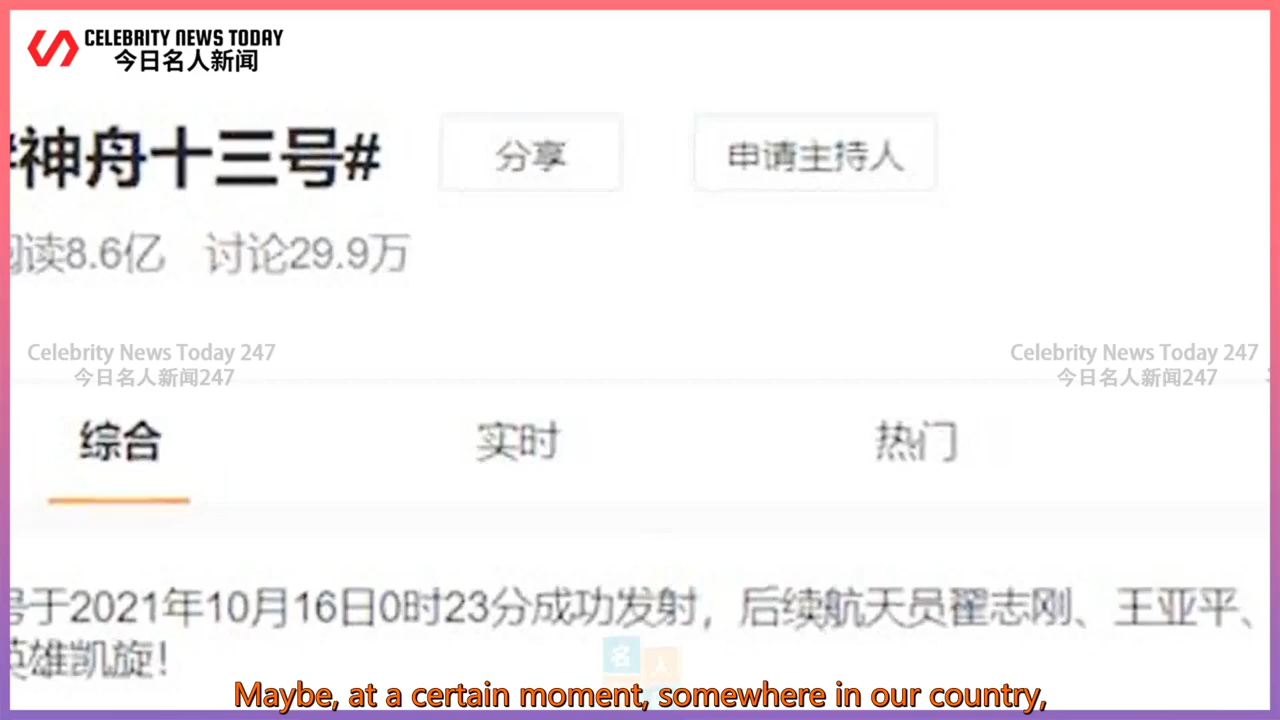 CELEBRITY NEWS TODAY
今日名人新闻
#神舟十三号#
分享
申请主持人
阅读8.6亿 讨论29.9万
Celebrity News Today 247
今日名人新闻247
Celebrity News Today 247
今日名人新闻247
综合
实时
热门
号于2021年10月16日0时23分成功发射，后续航天员翟志刚、王亚平、
英雄凯旋！
名人
Maybe, at a certain moment, somewhere in our country,